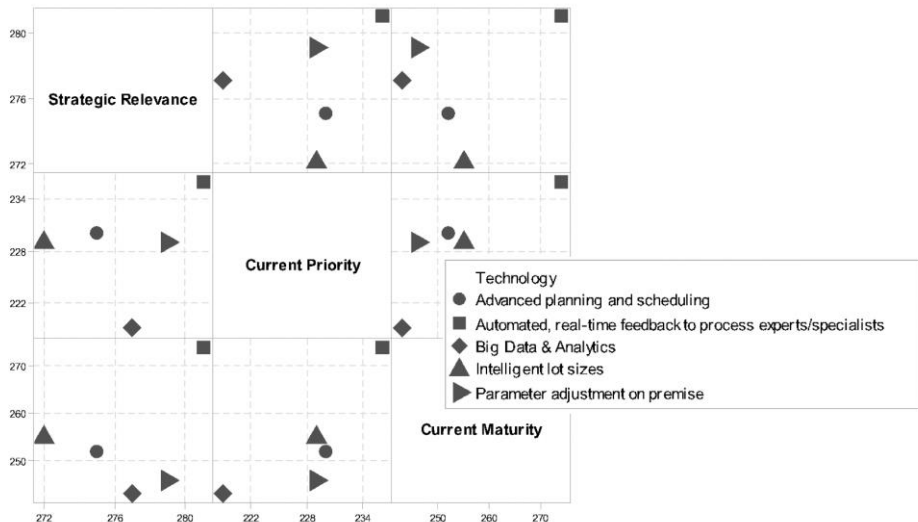 280
276
272
Strategic Relevance
234
228
222
Current Priority
Technology
Advanced planning and scheduling
Automated, real-time feedback to process experts/specialists
Big Data & Analytics
Intelligent lot sizes
Parameter adjustment on premise
270
260
250
Current Maturity
272 276 280 222 228 234 250 260 270